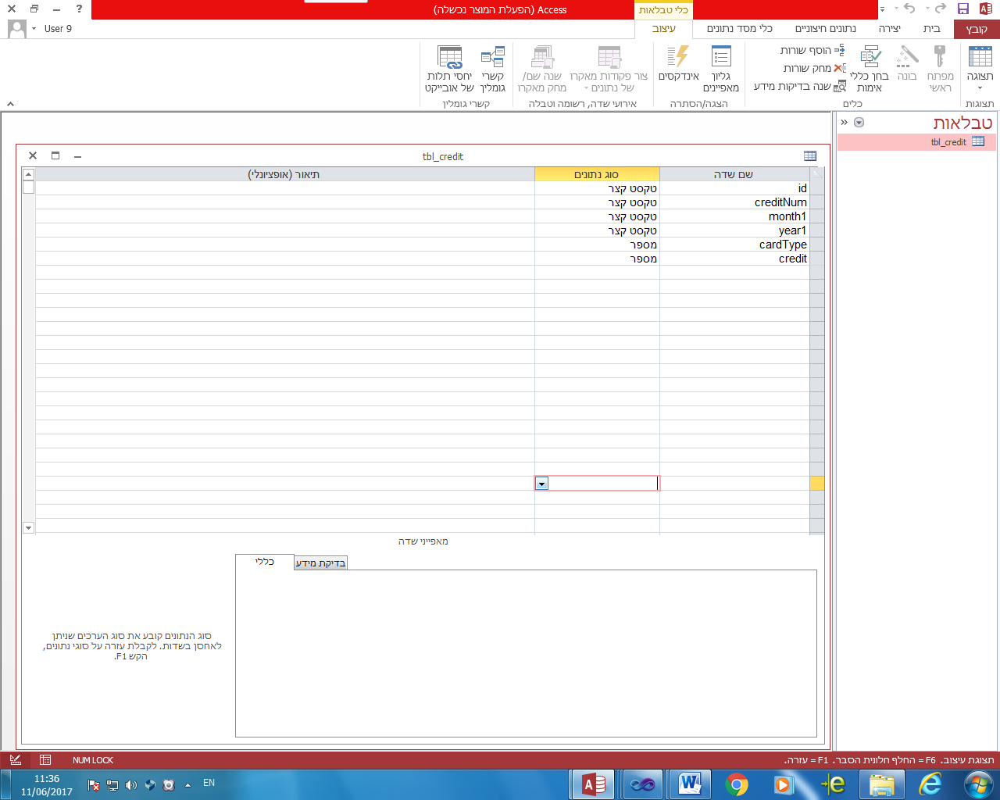 Access (הפעלת המוצר נכשלה)
כלי טבלאות
User 9
קובץ
בית
יצירה
נתונים חיצוניים
כלי מסד נתונים
עיצוב
תצוגה
מפתח ראשי
בונה
בחן כללי אימות
הוסף שורות
מחק שורות
שנה בדיקות מידע
גליון מאפיינים
אינדקסים
צור פקודות מאקרו של נתונים
שנה שם/ מחק מאקרו
קשרי גומלין
יחסי תלות של אובייקט
תצוגות
כלים
הצגה/הסתרה
אירועי שדה, רשומה וטבלה
קשרי גומלין
טבלאות
tbl_credit
tbl_credit
שם שדה
סוג נתונים
תיאור (אופציונלי)
id
טקסט קצר
creditNum
טקסט קצר
month1
טקסט קצר
year1
טקסט קצר
cardType
מספר
credit
מספר
מאפייני שדה
כללי
בדיקת מידע
סוג הנתונים קובע את סוג הערכים שניתן
לאחסן בשדות. לקבלת עזרה על סוגי נתונים,
הקש F1.
תצוגת עיצוב. F6 = החלף חלונית הסבר. F1 = עזרה.
NUM LOCK
EN
11:36
11/06/2017